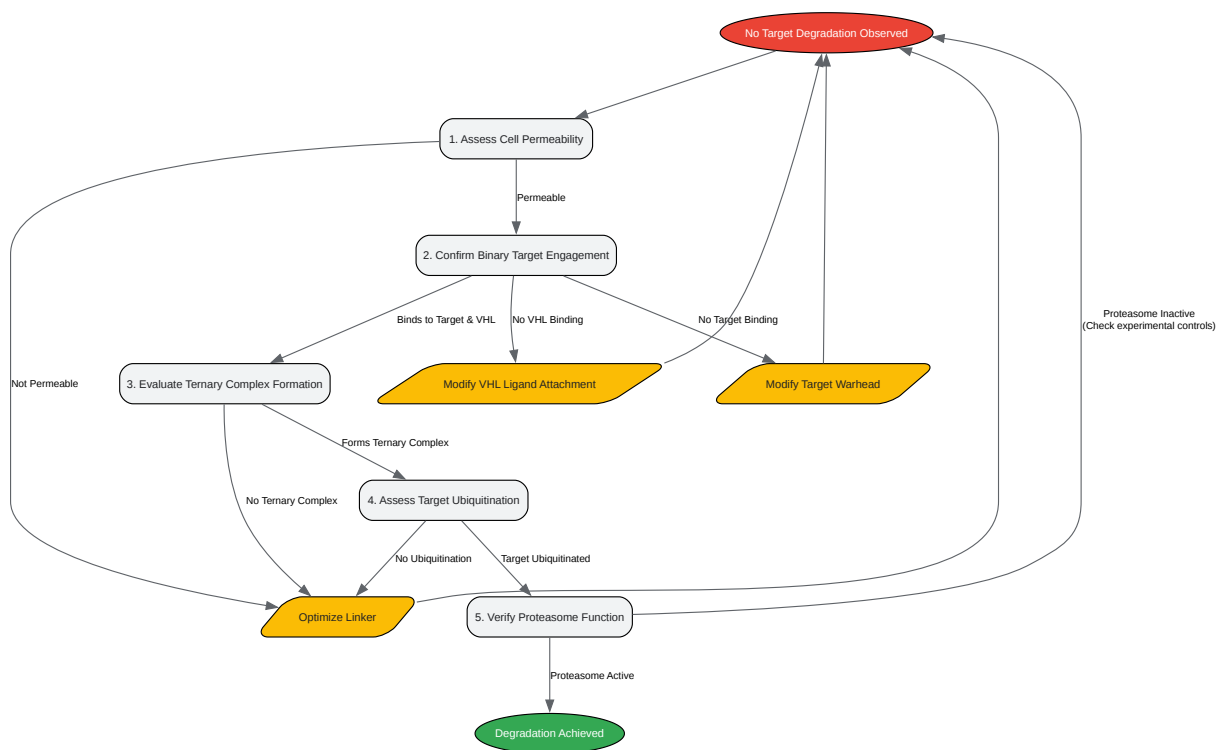 No Target Degradation Observed
1. Assess Cell Permeability
Permeable
2. Confirm Binary Target Engagement
Binds to Target & VHL
No VHL Binding
No Target Binding
Proteasome Inactive
(Check experimental controls)
Not Permeable
3. Evaluate Ternary Complex Formation
Modify VHL Ligand Attachment
Modify Target Warhead
Forms Ternary Complex
No Ternary Complex
4. Assess Target Ubiquitination
No Ubiquitination
Target Ubiquitinated
Optimize Linker
5. Verify Proteasome Function
Proteasome Active
Degradation Achieved